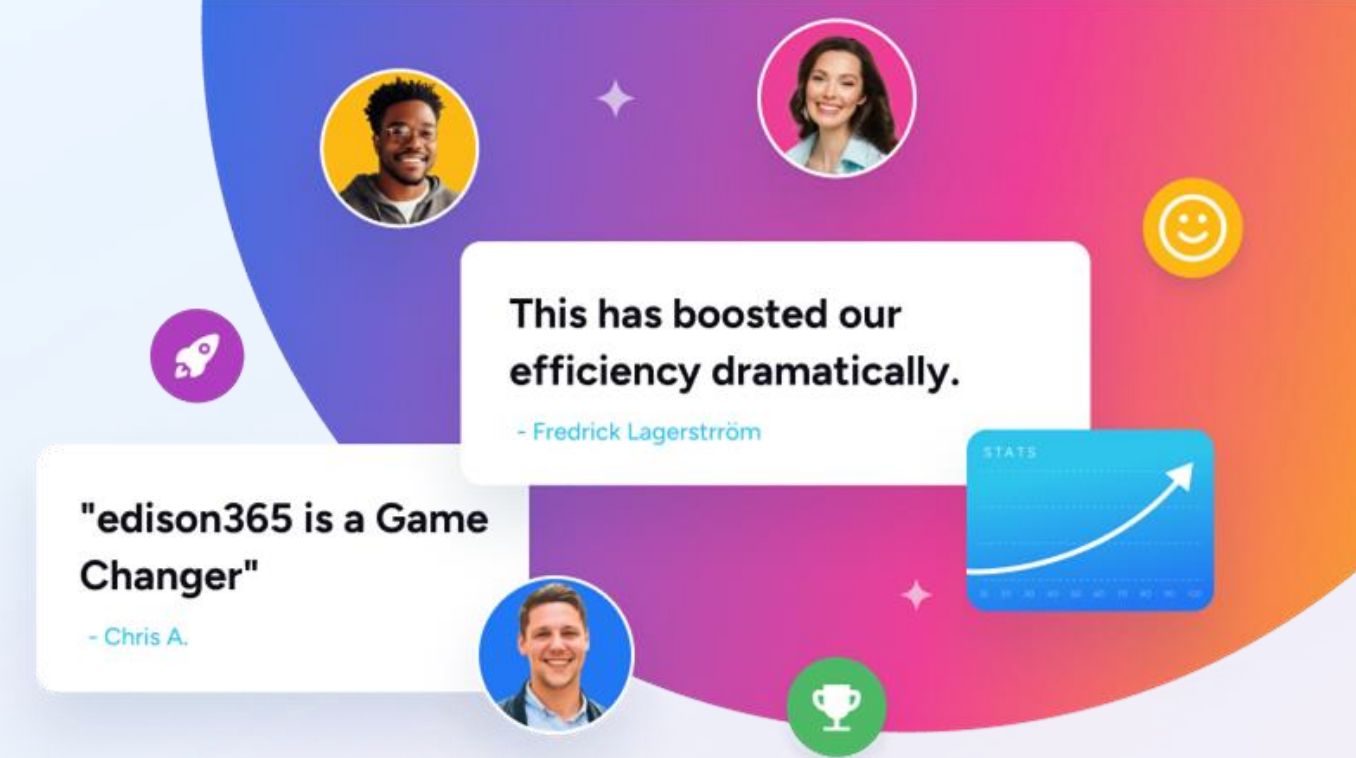 This has boosted our
efficiency dramatically.
- Fredrick Lagerstrröm
STATS
"edison365 is a Game
Changer"
- Chris A.